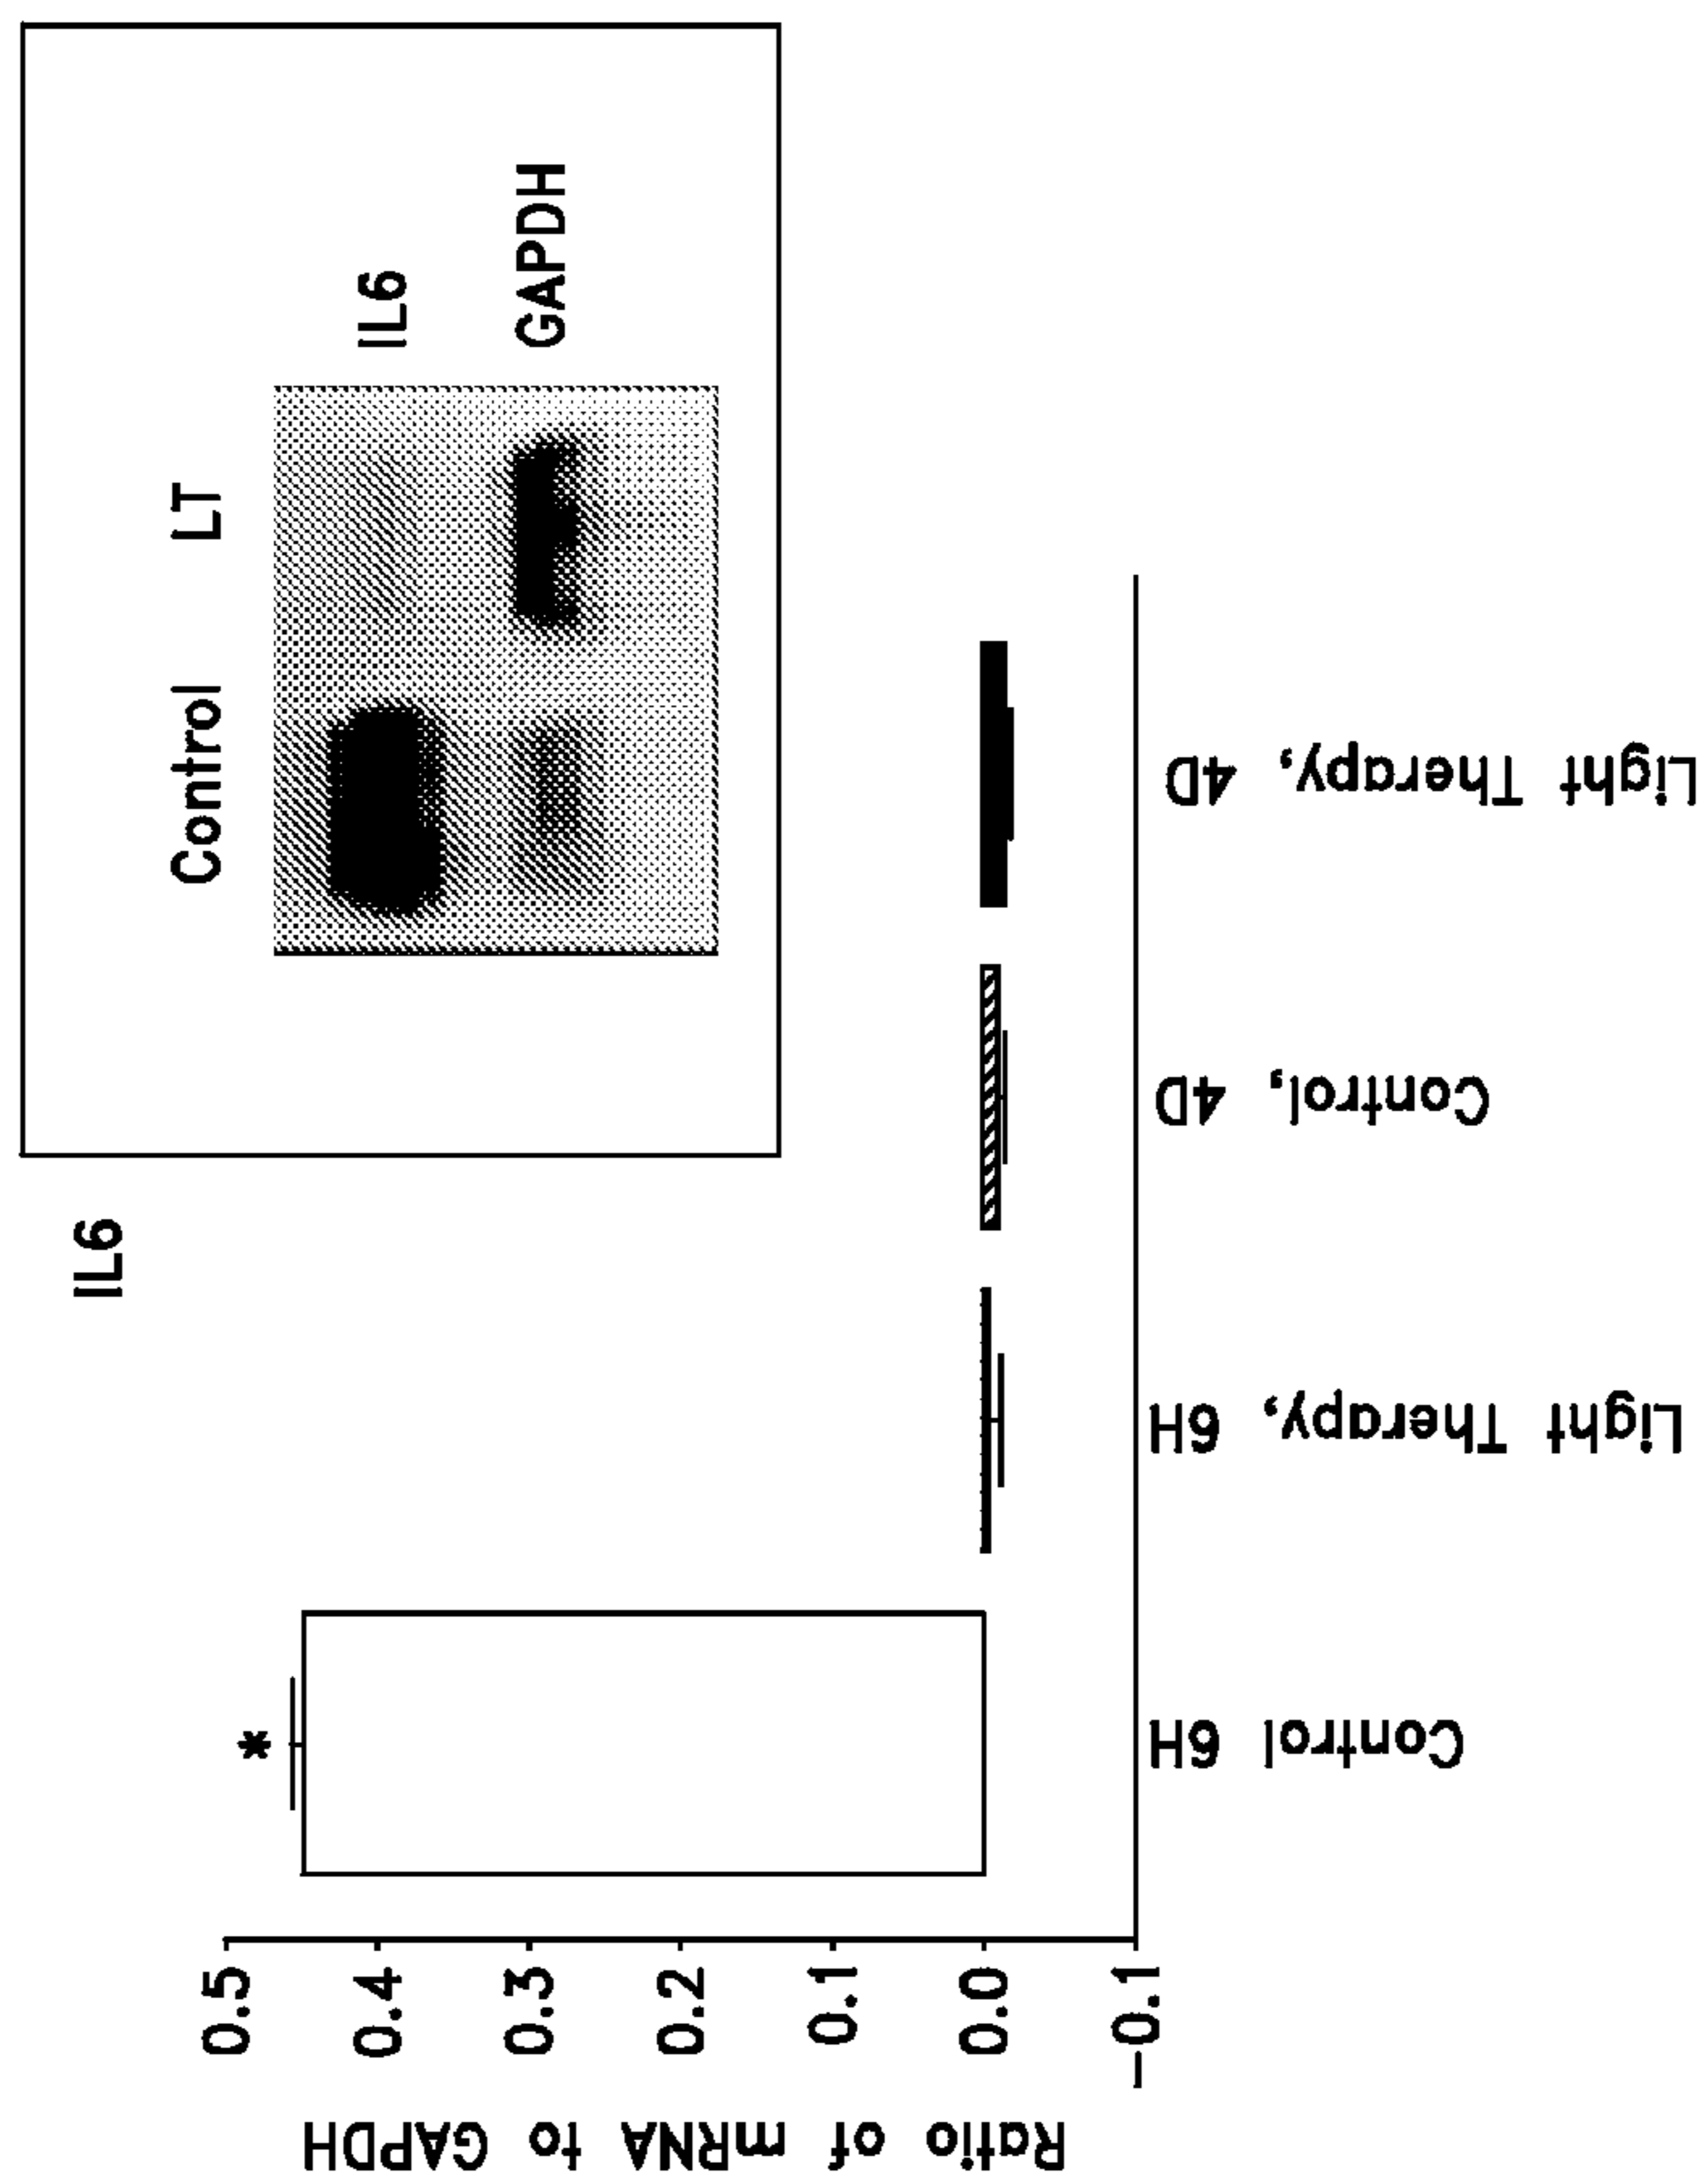 IL6
Control LT
IL6
GAPDH
*
0.5
0.4
0.3
0.2
0.1
0.0
-0.1
Ratio of mRNA to GAPDH
Control 6H
Light Therapy, 6H
Control, 4D
Light Therapy, 4D